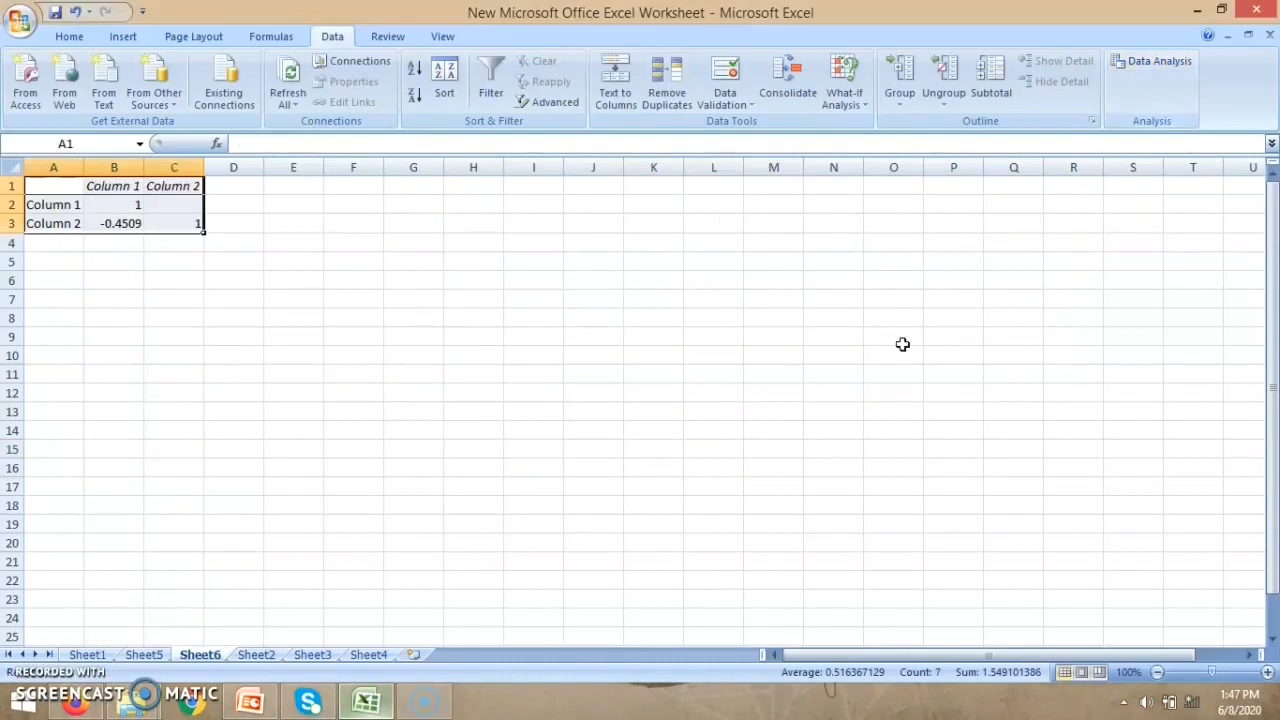 New Microsoft Office Excel Worksheet - Microsoft Excel
Home Insert Page Layout Formulas Data Review View
From Access From Web From Text From Other Sources Existing Connections
Get External Data
Refresh All Connections Properties Edit Links
Connections
Sort Filter Clear Reapply Advanced
Sort & Filter
Text to Columns Remove Duplicates Data Validation Consolidate What-If Analysis
Data Tools
Group Ungroup Subtotal Show Detail Hide Detail
Outline
Data Analysis
Analysis
A1 fx
A B C D E F G H I J K L M N O P Q R S T U
1 Column 1 Column 2
2 Column 1 1
3 Column 2 -0.4509 1
4
5
6
7
8
9
10
11
12
13
14
15
16
17
18
19
20
21
22
23
24
25
Sheet1 Sheet5 Sheet6 Sheet2 Sheet3 Sheet4
Average: 0.516367129 Count: 7 Sum: 1.549101386 100%
RECORDED WITH
SCREENCAST MATIC
1:47 PM
6/8/2020